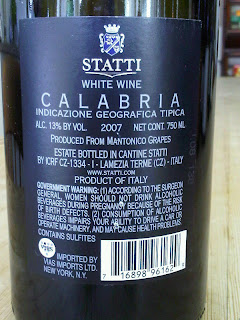 STATTI
WHITE WINE
CALABRIA
INDICAZIONE GEOGRAFICA TIPICA
ALC. 13% BY VOL. 2007 NET CONT. 750 ML
PRODUCED FROM MANTONICO GRAPES
ESTATE BOTTLED IN CANTINE STATTI
BY ICRF CZ-1334 - I - LAMEZIA TERME (CZ) - ITALY
WWW.STATTI.COM
PRODUCT OF ITALY
GOVERNMENT WARNING: (1) ACCORDING TO THE SURGEON
GENERAL, WOMEN SHOULD NOT DRINK ALCOHOLIC
BEVERAGES DURING PREGNANCY BECAUSE OF THE RISK
OF BIRTH DEFECTS. (2) CONSUMPTION OF ALCOHOLIC
BEVERAGES IMPAIRS YOUR ABILITY TO DRIVE A CAR OR
OPERATE MACHINERY, AND MAY CAUSE HEALTH PROBLEMS.
CONTAINS SULFITES
IMPORTED BY
VIAS IMPORTS LTD.
NEW YORK, N.Y.
7 16898 96162